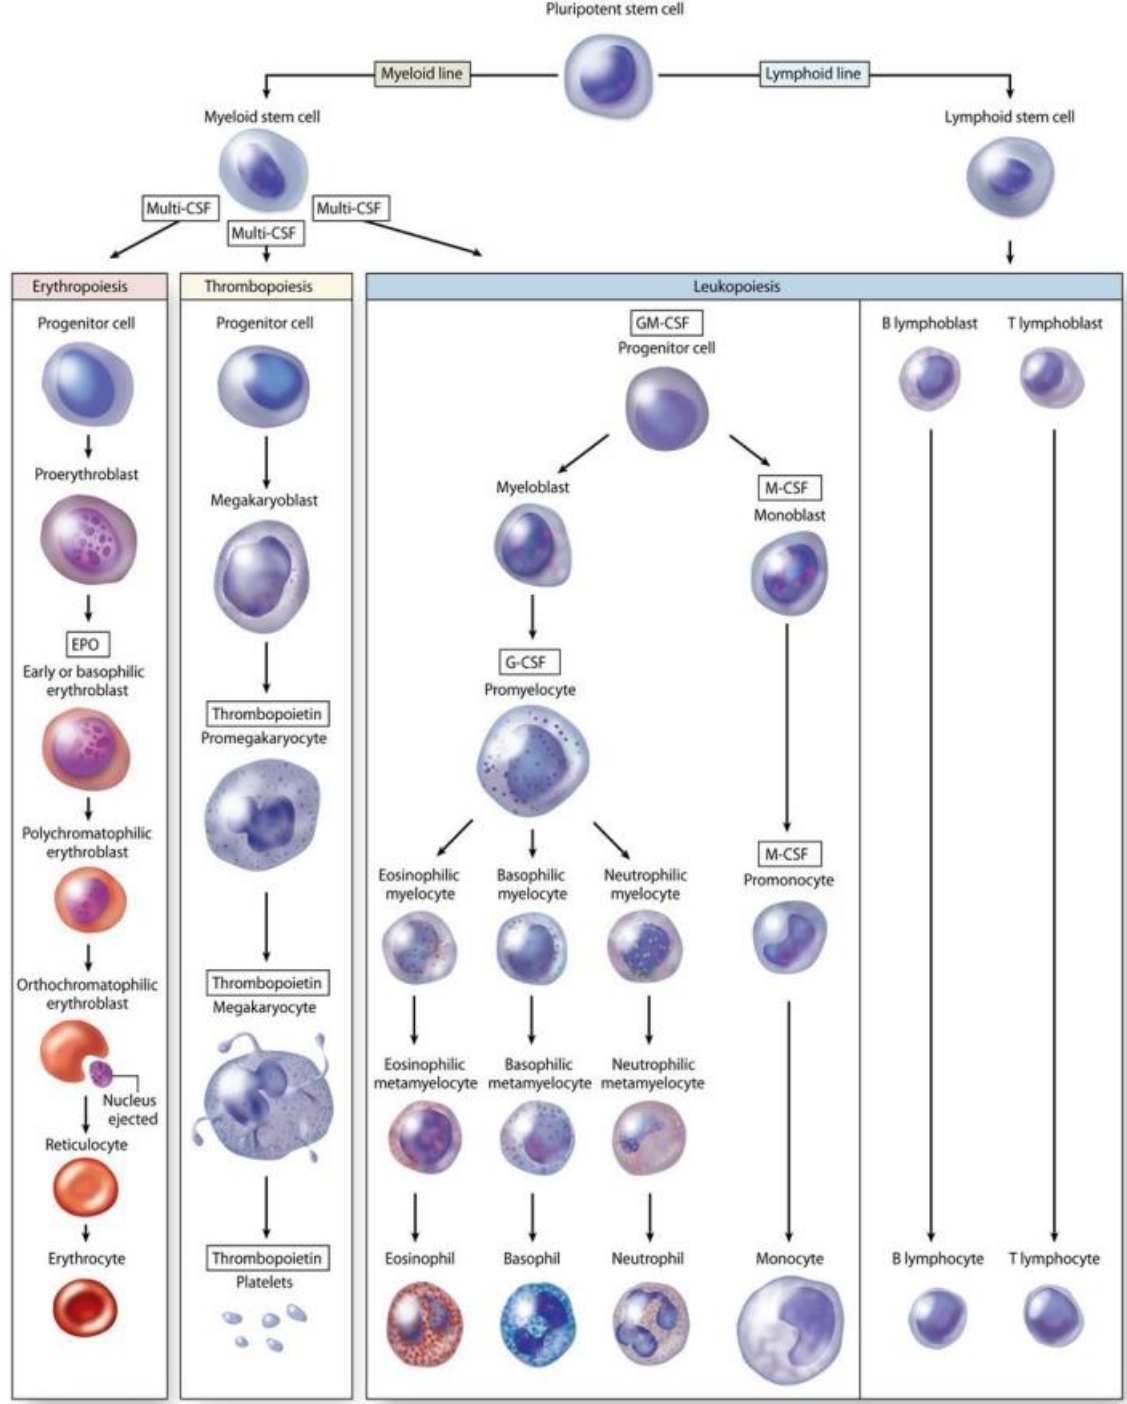 Pluripotent stem cell
Myeloid line
Lymphoid line
Myeloid stem cell
Lymphoid stem cell
Multi-CSF
Multi-CSF
Multi-CSF
Erythropoiesis
Progenitor cell
Proerythroblast
EPO
Early or basophilic
erythroblast
Polychromatophilic
erythroblast
Orthochromatophilic
erythroblast
Nucleus
ejected
Reticulocyte
Erythrocyte
Thrombopoiesis
Progenitor cell
Megakaryoblast
Thrombopoietin
Promegakaryocyte
Thrombopoietin
Megakaryocyte
Thrombopoietin
Platelets
Leukopoiesis
GM-CSF
Progenitor cell
Myeloblast
M-CSF
Monoblast
G-CSF
Promyelocyte
Eosinophilic
myelocyte
Basophilic
myelocyte
Neutrophilic
myelocyte
M-CSF
Promonocyte
Eosinophilic
metamyelocyte
Basophilic
metamyelocyte
Neutrophilic
metamyelocyte
Eosinophil
Basophil
Neutrophil
Monocyte
B lymphoblast
T lymphoblast
B lymphocyte
T lymphocyte